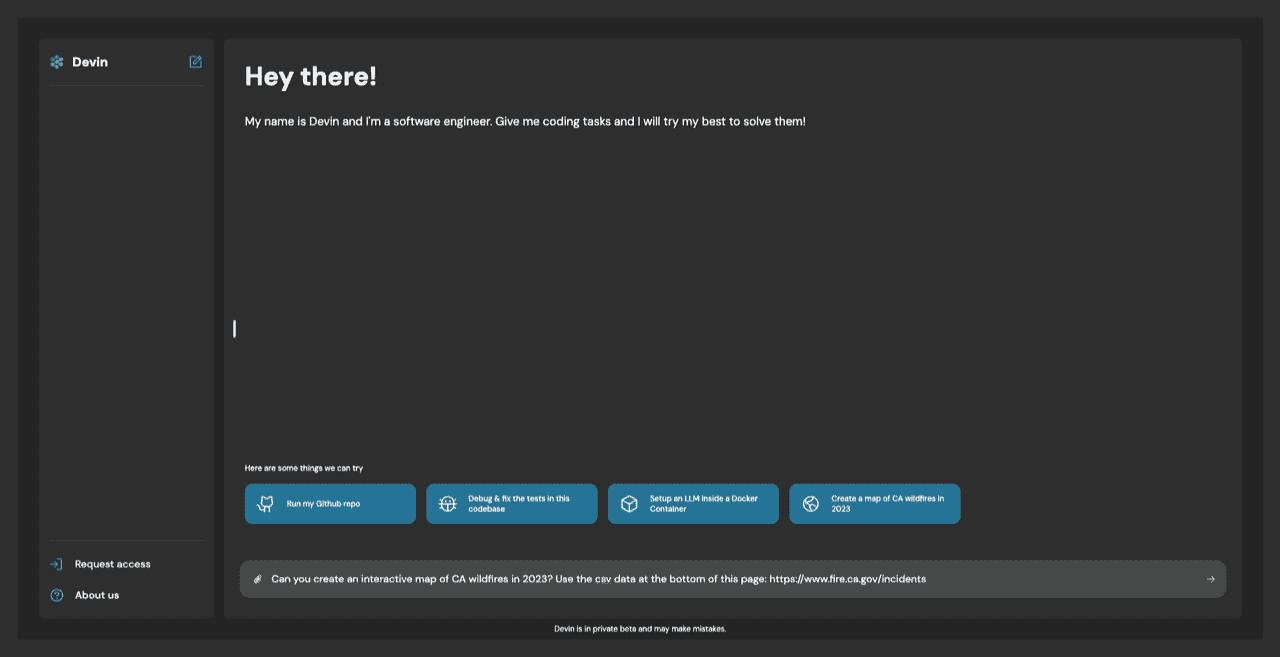 Devin
Hey there!
My name is Devin and I'm a software engineer. Give me coding tasks and I will try my best to solve them!
Here are some things we can try
Run my Github repo
Debug & fix the tests in this
codebase
Setup an LLM inside a Docker
Container
Create a map of CA wildfires in
2023
Request access
About us
Can you create an interactive map of CA wildfires in 2023? Use the csv data at the bottom of this page: https://www.fire.ca.gov/incidents
Devin is in private beta and may make mistakes.